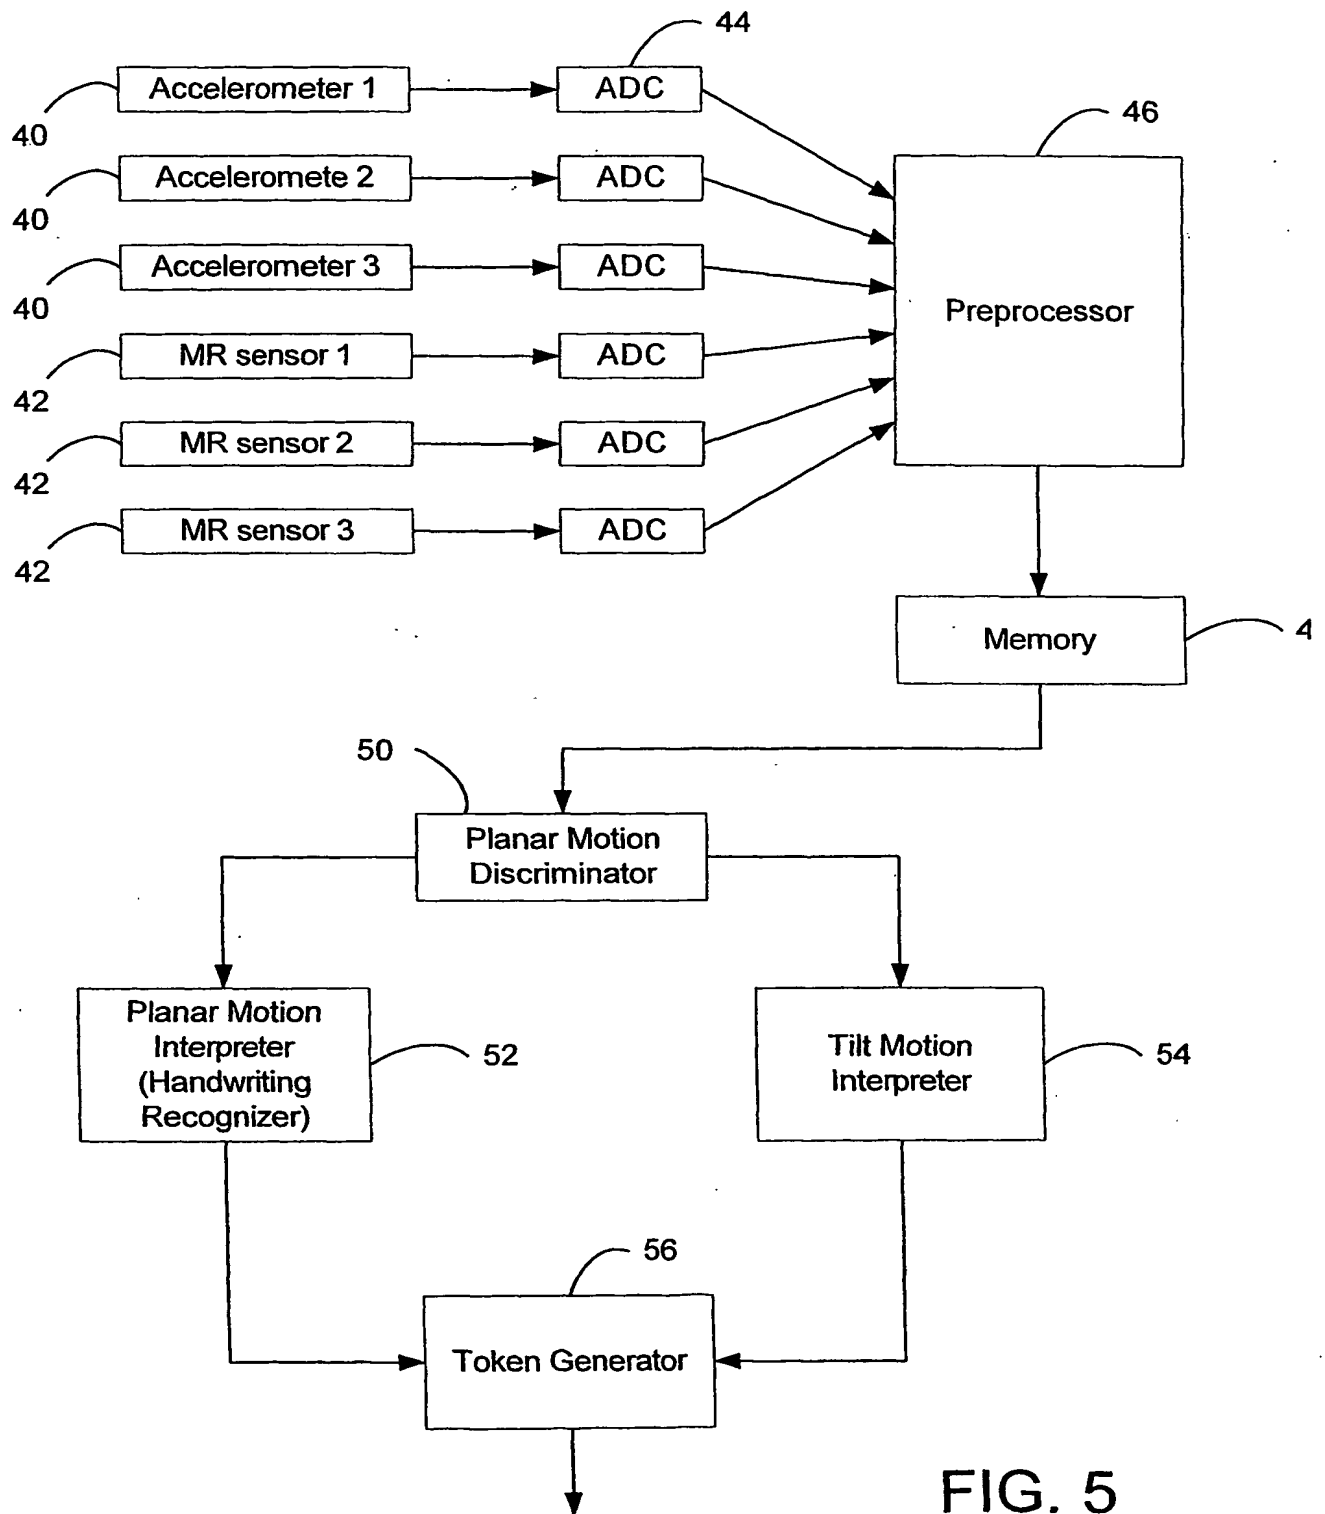 44
Accelerometer 1
ADC
40
46
Acceleromete 2
ADC
40
Accelerometer 3
ADC
40
Preprocessor
MR sensor 1
ADC
42
MR sensor 2
ADC
42
MR sensor 3
ADC
42
Memory
4
50
Planar Motion
Discriminator
Planar Motion
Interpreter
(Handwriting
Recognizer)
52
Tilt Motion
Interpreter
54
56
Token Generator
FIG. 5